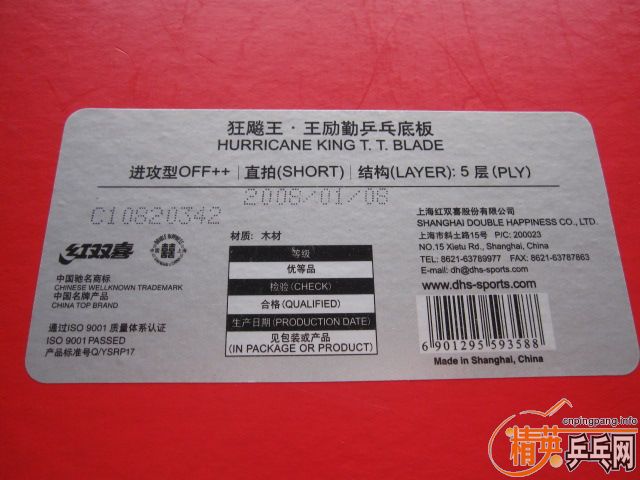 狂飚王·王励勤乒乓底板
HURRICANE KING T. T. BLADE
进攻型OFF++ 直拍(SHORT) 结构(LAYER): 5 层(PLY)
C10820342 2008/01/08
红双喜
中国驰名商标
CHINESE WELLKNOWN TRADEMARK
中国名牌产品
CHINA TOP BRAND
通过ISO 9001 质量体系认证
ISO 9001 PASSED
产品标准号Q/YSRP17
材质: 木材
等级
优等品
检验(CHECK)
合格(QUALIFIED)
生产日期(PRODUCTION DATE)
见包装或产品
(IN PACKAGE OR PRODUCT)
上海红双喜股份有限公司
SHANGHAI DOUBLE HAPPINESS CO., LTD.
上海市斜土路15号 P/C: 200023
NO.15 Xietu Rd., Shanghai, China
TEL: 8621-63789977 FAX: 8621-63787863
E-mail: dh@dhs-sports.com
www.dhs-sports.com
6 901295 593588
Made in Shanghai, China
cnpingpang.info
精英乒乓网